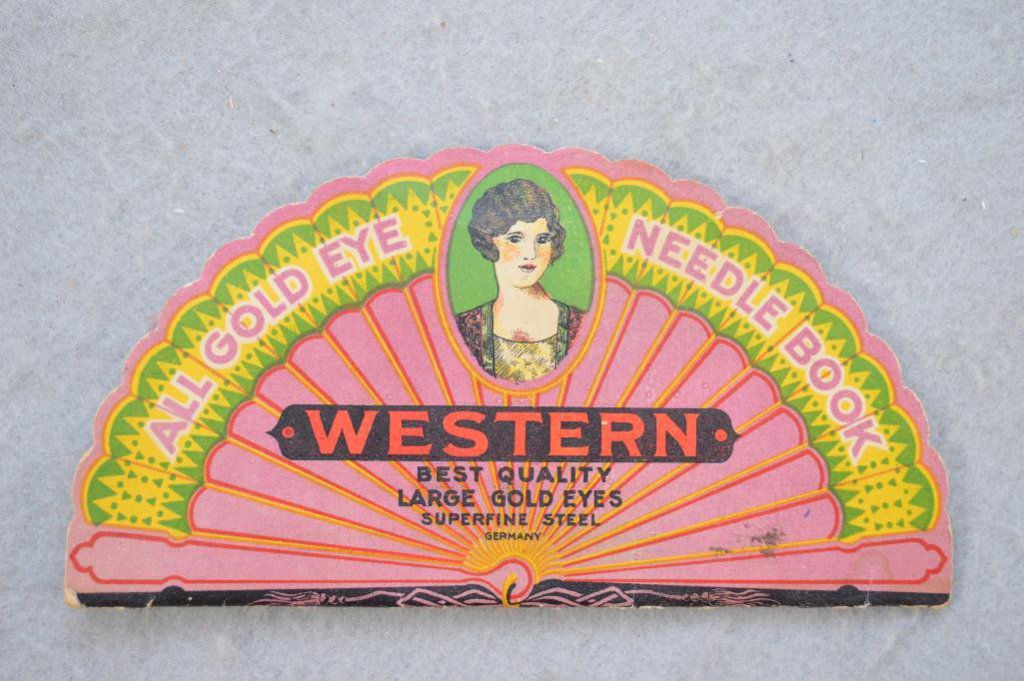 ALL GOLD EYE NEEDLE BOOK
WESTERN
BEST QUALITY
LARGE GOLD EYES
SUPERFINE STEEL
GERMANY